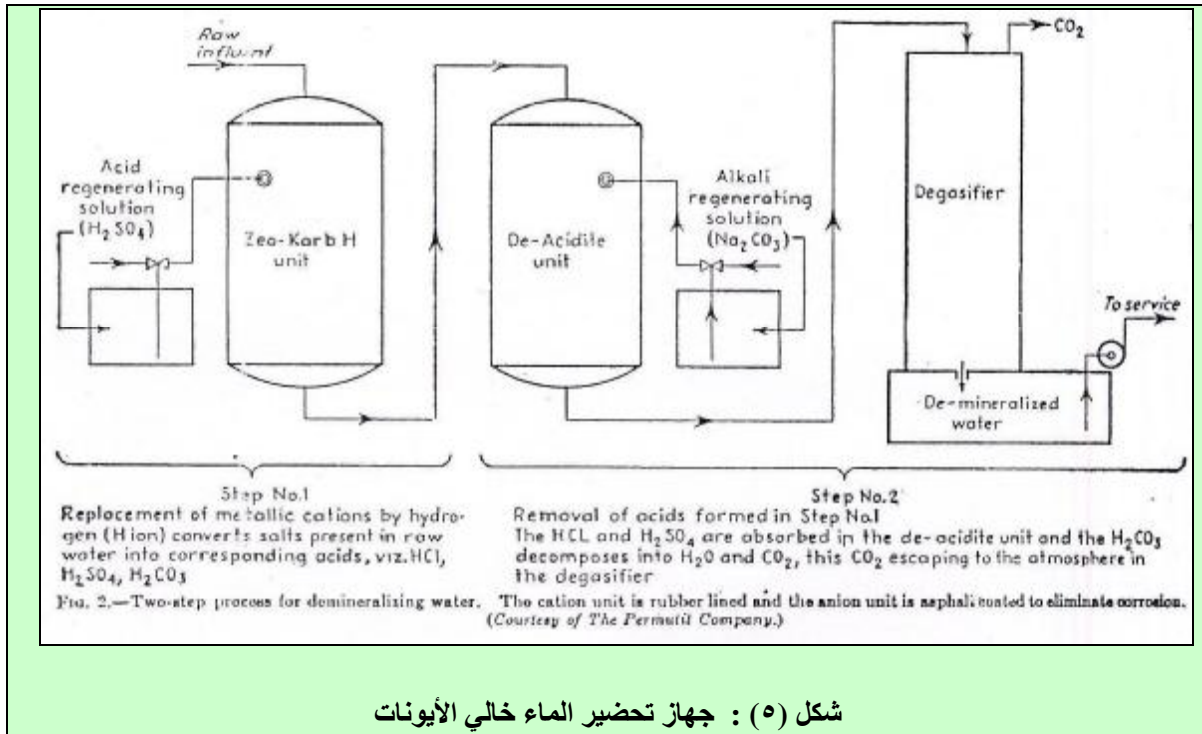 Raw
influent
CO₂
Acid
regenerating
solution
(H₂SO₄)
Zeo-Karb H
unit
De-Acidite
unit
Alkali
regenerating
solution
(Na₂CO₃)
Degasifier
To service
De-mineralized
water
Step No.1
Replacement of metallic cations by hydro-
gen (H ion) converts salts present in raw
water into corresponding acids, viz. HCl,
H₂SO₄, H₂CO₃
Step No.2
Removal of acids formed in Step No.1
The HCL and H₂SO₄ are absorbed in the de-acidite unit and the H₂CO₃
decomposes into H₂O and CO₂, this CO₂ escaping to the atmosphere in
the degasifier
FIG. 2.—Two-step process for demineralizing water. The cation unit is rubber lined and the anion unit is asphalt coated to eliminate corrosion.
(Courtesy of The Permutit Company.)
شكل (٥) : جهاز تحضير الماء خالي الأيونات